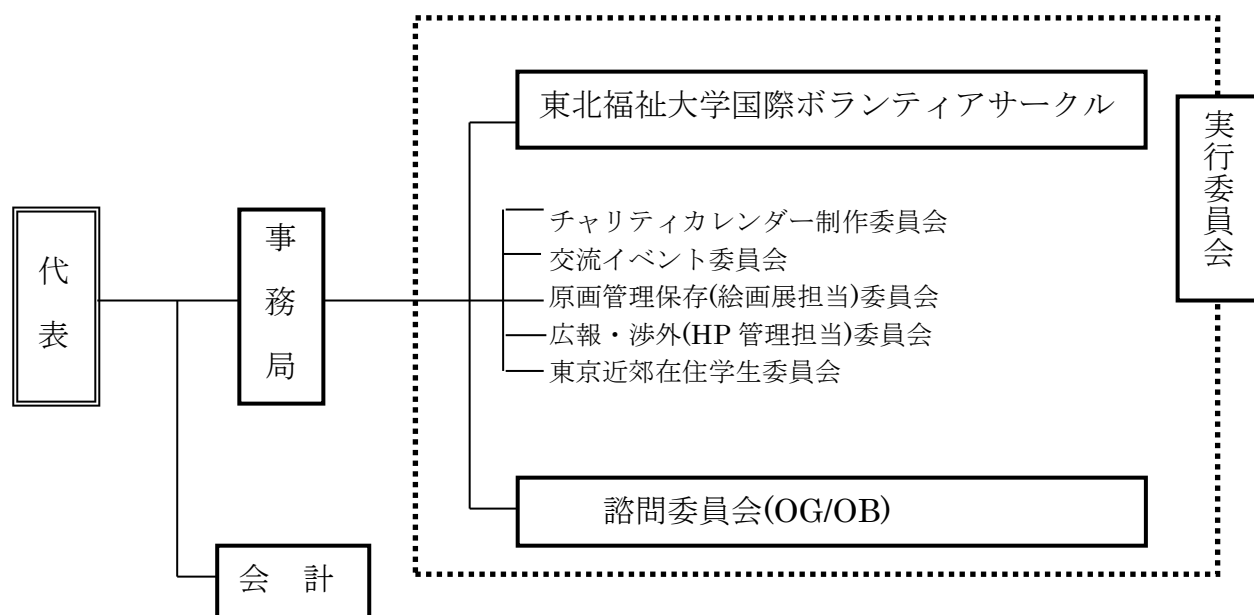 代表
事務局
会 計
東北福祉大学国際ボランティアサークル
チャリティカレンダー制作委員会
交流イベント委員会
原画管理保存(絵画展担当)委員会
広報・渉外(HP 管理担当)委員会
東京近郊在住学生委員会
諮問委員会(OG/OB)
実行委員会